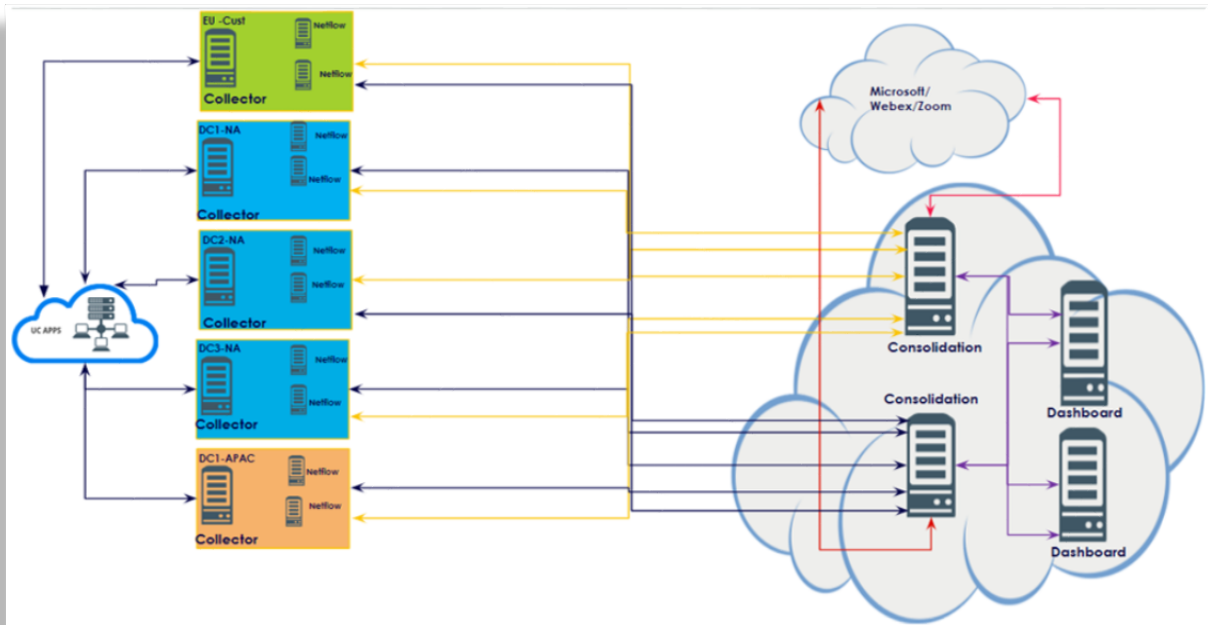 EU -Cust
Netflow
Netflow
Collector
DC1-NA
Netflow
Netflow
Collector
DC2-NA
Netflow
Netflow
Collector
DC3-NA
Netflow
Netflow
Collector
DC1-APAC
Netflow
Netflow
Collector
UC APPS
Microsoft/
Webex/Zoom
Consolidation
Consolidation
Dashboard
Dashboard